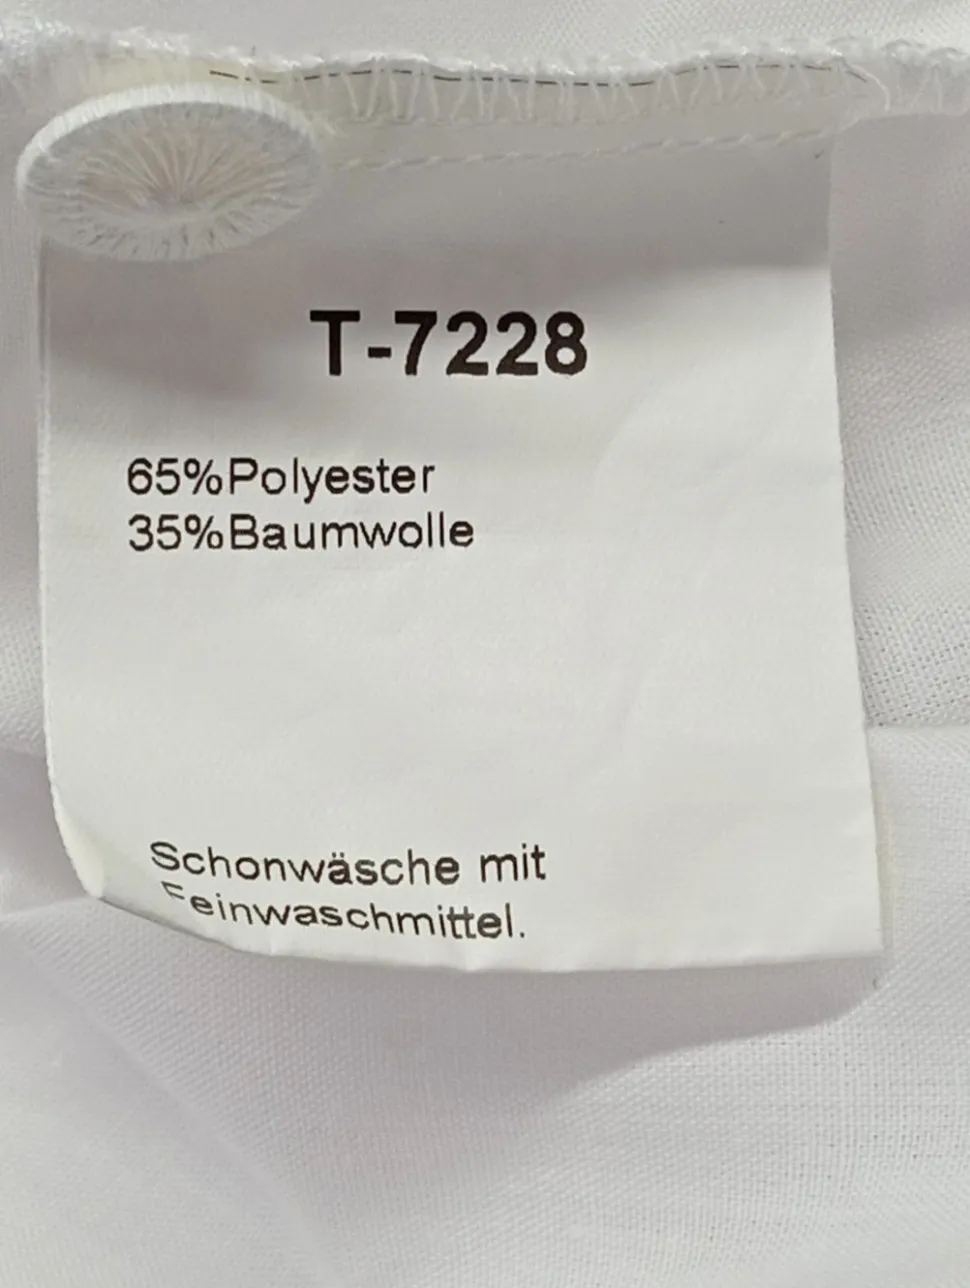 T-7228
65%Polyester
35%Baumwolle
Schonwäsche mit
Feinwaschmittel.